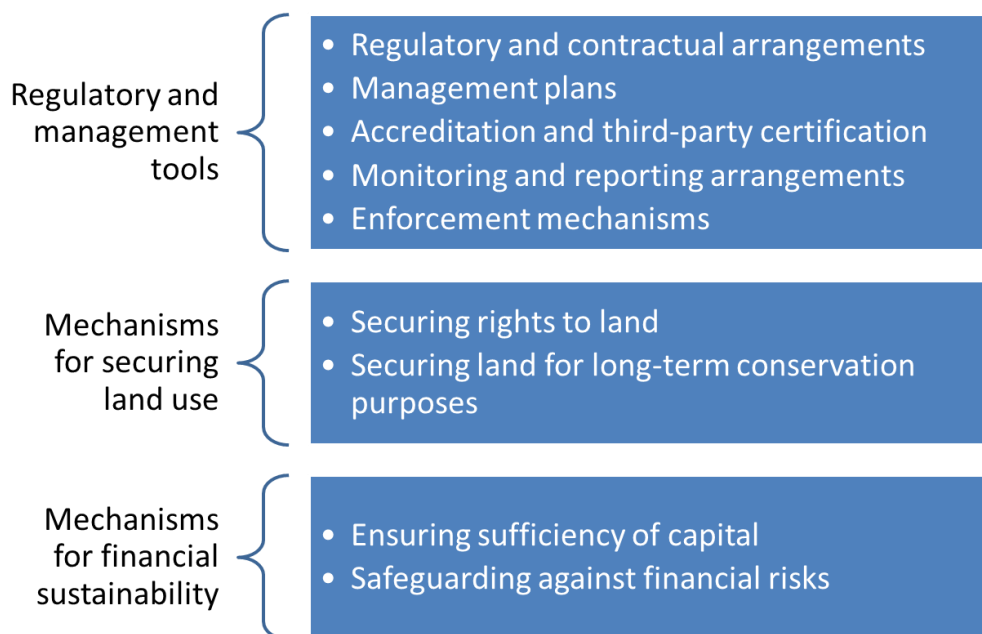 Regulatory and
management
tools
• Regulatory and contractual arrangements
• Management plans
• Accreditation and third-party certification
• Monitoring and reporting arrangements
• Enforcement mechanisms
Mechanisms
for securing
land use
• Securing rights to land
• Securing land for long-term conservation
purposes
Mechanisms
for financial
sustainability
• Ensuring sufficiency of capital
• Safeguarding against financial risks